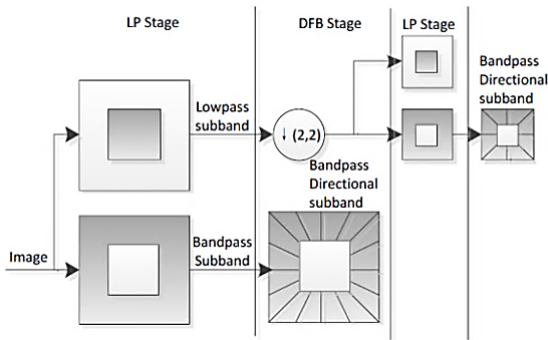 LP Stage
DFB Stage
LP Stage
Bandpass
Directional
subband
Lowpass
subband
↓ (2,2)
Bandpass
Directional
subband
Image
Bandpass
Subband